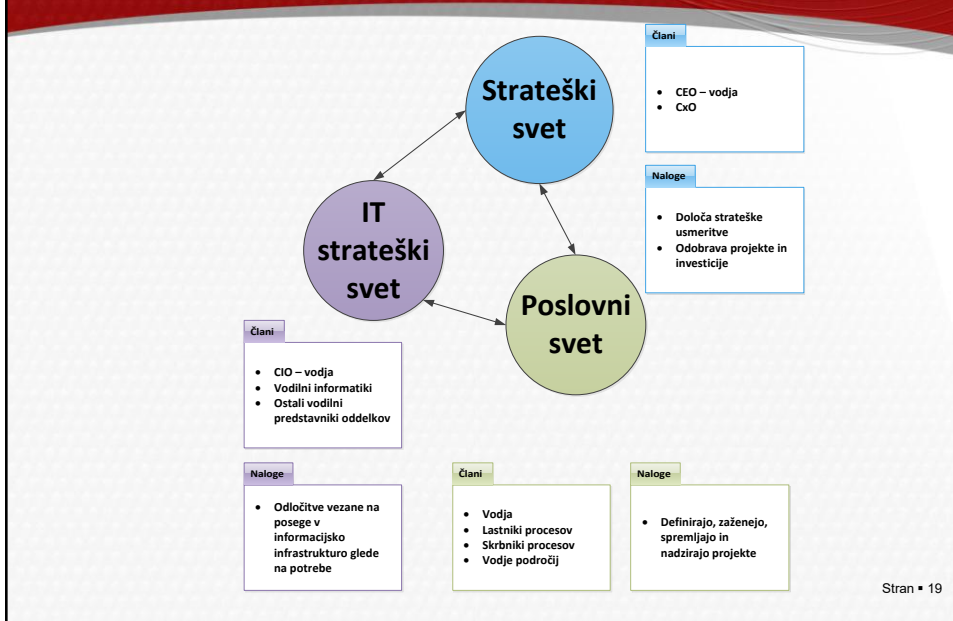 Strateški
svet
IT
strateški
svet
Poslovni
svet
Člani
• CEO – vodja
• CxO
Naloge
• Določa strateške
usmeritve
• Odobrava projekte in
investicije
Člani
• CIO – vodja
• Vodilni informatiki
• Ostali vodilni
predstavniki oddelkov
Naloge
• Odločitve vezane na
posege v
informacijsko
infrastrukturo glede
na potrebe
Člani
• Vodja
• Lastniki procesov
• Skrbniki procesov
• Vodje področij
Naloge
• Definirajo, zaženejo,
spremljajo in
nadzirajo projekte
Stran ▪ 19